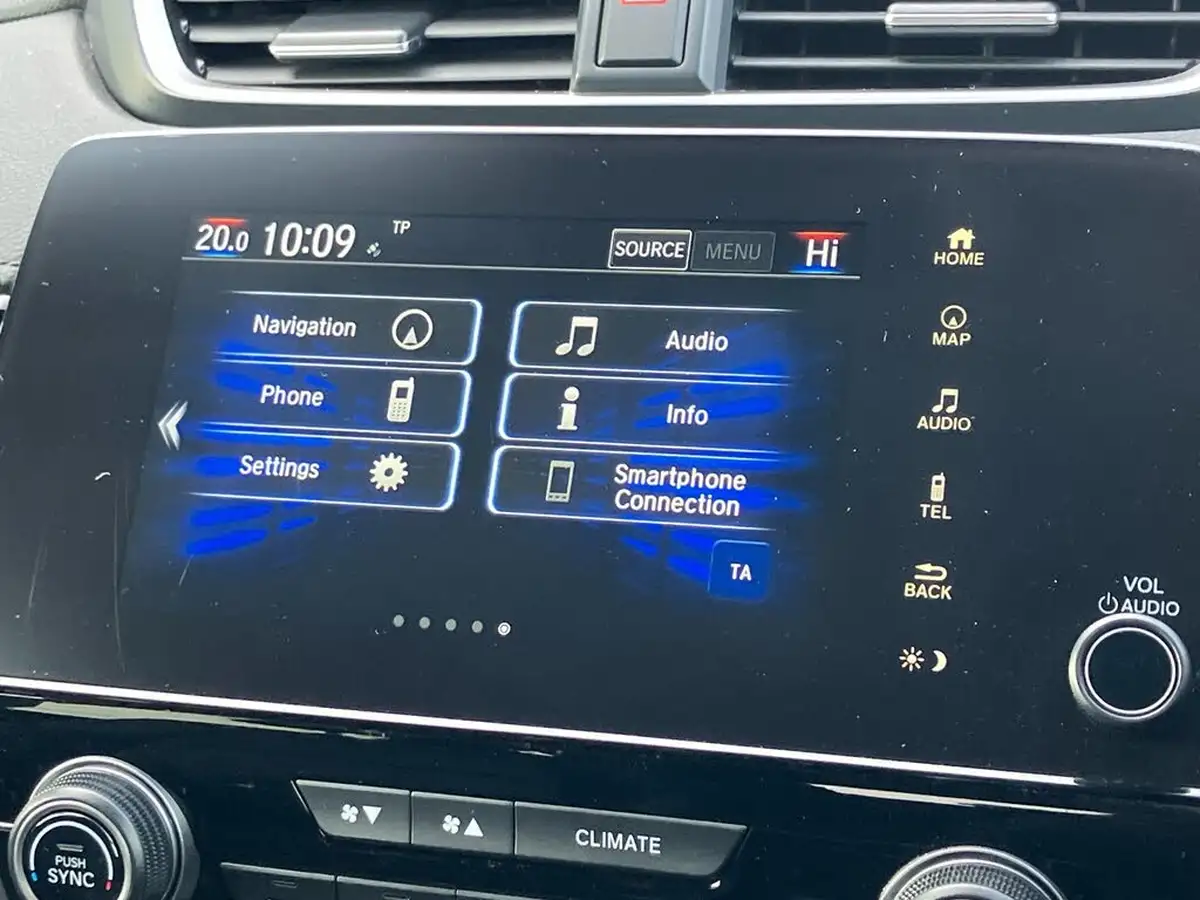 20.0 10:09 TP SOURCE MENU Hi
Navigation
Audio
Phone
Info
Settings
Smartphone
Connection
TA
HOME
MAP
AUDIO
TEL
BACK
VOL
AUDIO
PUSH
SYNC
CLIMATE